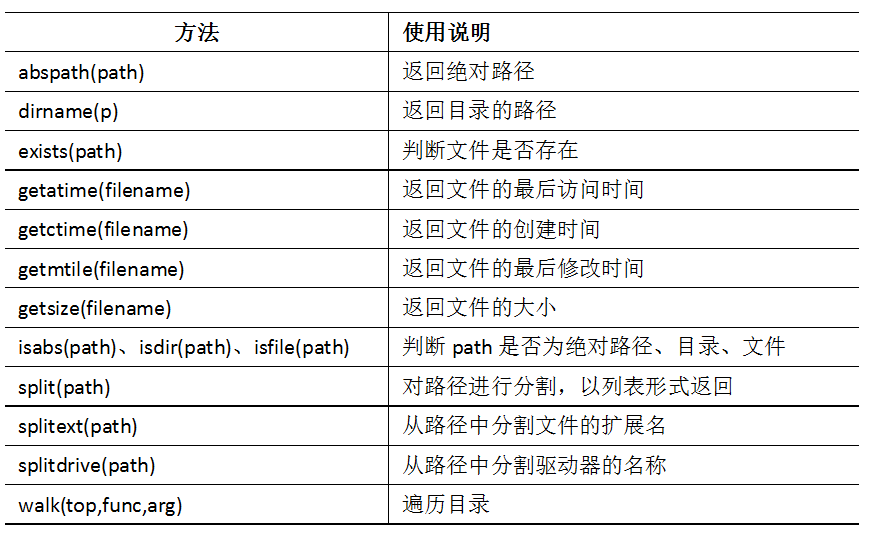 方法 使用说明
abspath(path) 返回绝对路径
dirname(p) 返回目录的路径
exists(path) 判断文件是否存在
getatime(filename) 返回文件的最后访问时间
getctime(filename) 返回文件的创建时间
getmtile(filename) 返回文件的最后修改时间
getsize(filename) 返回文件的大小
isabs(path)、isdir(path)、isfile(path) 判断 path 是否为绝对路径、目录、文件
split(path) 对路径进行分割，以列表形式返回
splitext(path) 从路径中分割文件的扩展名
splitdrive(path) 从路径中分割驱动器的名称
walk(top,func,arg) 遍历目录